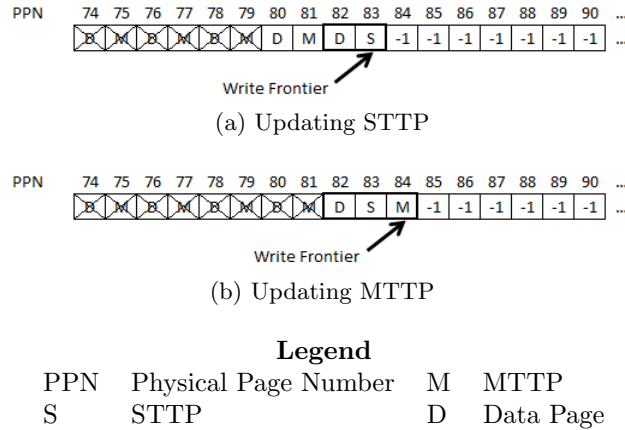 PPN 74 75 76 77 78 79 80 81 82 83 84 85 86 87 88 89 90 ...
D M D M D M D M D S -1 -1 -1 -1 -1 -1 -1 ...
Write Frontier
(a) Updating STTP
PPN 74 75 76 77 78 79 80 81 82 83 84 85 86 87 88 89 90 ...
D M D M D M D M D S M -1 -1 -1 -1 -1 -1 ...
Write Frontier
(b) Updating MTTP
Legend
PPN Physical Page Number M MTTP
S STTP D Data Page